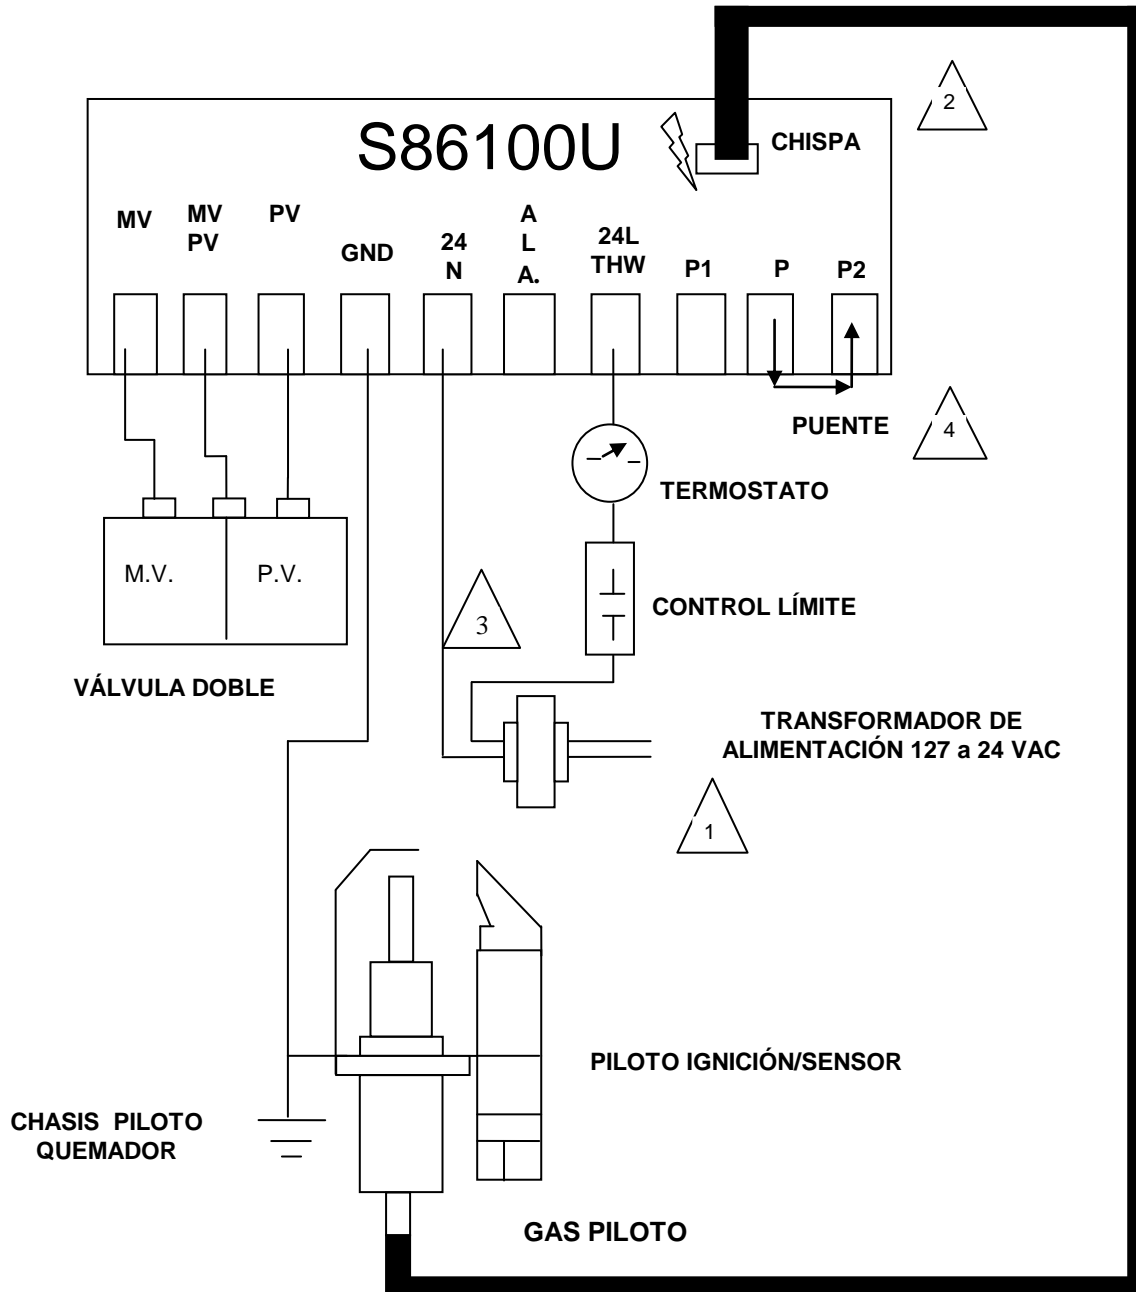 2
S86100U
CHISPA
MV
MV
PV
PV
GND
24
N
A
L
A.
24L
THW
P1
P
P2
PUENTE
4
TERMOSTATO
M.V.
P.V.
3
CONTROL LÍMITE
VÁLVULA DOBLE
TRANSFORMADOR DE
ALIMENTACIÓN 127 a 24 VAC
1
PILOTO IGNICIÓN/SENSOR
CHASIS PILOTO
QUEMADOR
GAS PILOTO